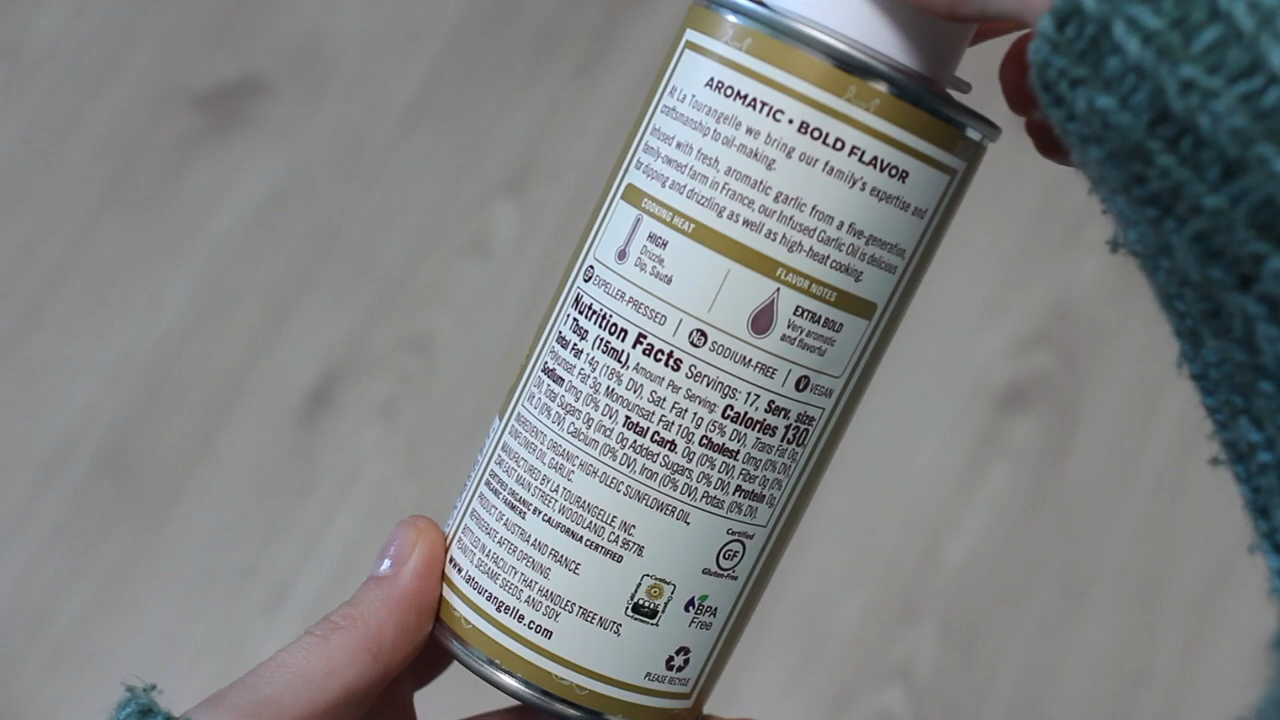 AROMATIC • BOLD FLAVOR
At La Tourangelle we bring our family's expertise and
craftsmanship to oil-making.
Infused with fresh, aromatic garlic from a five-generation,
family-owned farm in France, our Infused Garlic Oil is delicious
for dipping and drizzling as well as high-heat cooking.
COOKING HEAT
HIGH
Drizzle,
Dip, Sauté
FLAVOR NOTES
EXTRA BOLD
Very aromatic
and flavorful
EP EXPELLER-PRESSED | Na SODIUM-FREE | V VEGAN
Nutrition Facts Servings: 17, Serv. size:
1 Tbsp. (15mL), Amount Per Serving: Calories 130,
Total Fat 14g (18% DV), Sat. Fat 1g (5% DV), Trans Fat 0g,
Polyunsat. Fat 3g, Monounsat. Fat 10g, Cholest. 0mg (0% DV),
Sodium 0mg (0% DV), Total Carb. 0g (0% DV), Fiber 0g (0%
DV), Total Sugars 0g (Incl. 0g Added Sugars, 0% DV), Protein 0g,
Vit. D (0% DV), Calcium (0% DV), Iron (0% DV), Potas. (0% DV).
INGREDIENTS: ORGANIC HIGH-OLEIC SUNFLOWER OIL,
SUNFLOWER OIL, GARLIC.
MANUFACTURED BY LA TOURANGELLE, INC.
MAIN STREET, WOODLAND, CA 95776.
CERTIFIED ORGANIC BY CALIFORNIA CERTIFIED
ORGANIC FARMERS.
PRODUCT OF AUSTRIA AND FRANCE.
REFRIGERATE AFTER OPENING.
BOTTLED IN A FACILITY THAT HANDLES TREE NUTS,
PEANUTS, SESAME SEEDS, AND SOY.
www.latourangelle.com
Certified
GF
Gluten-Free
Certified
CCOF
BPA
Free
PLEASE RECYCLE